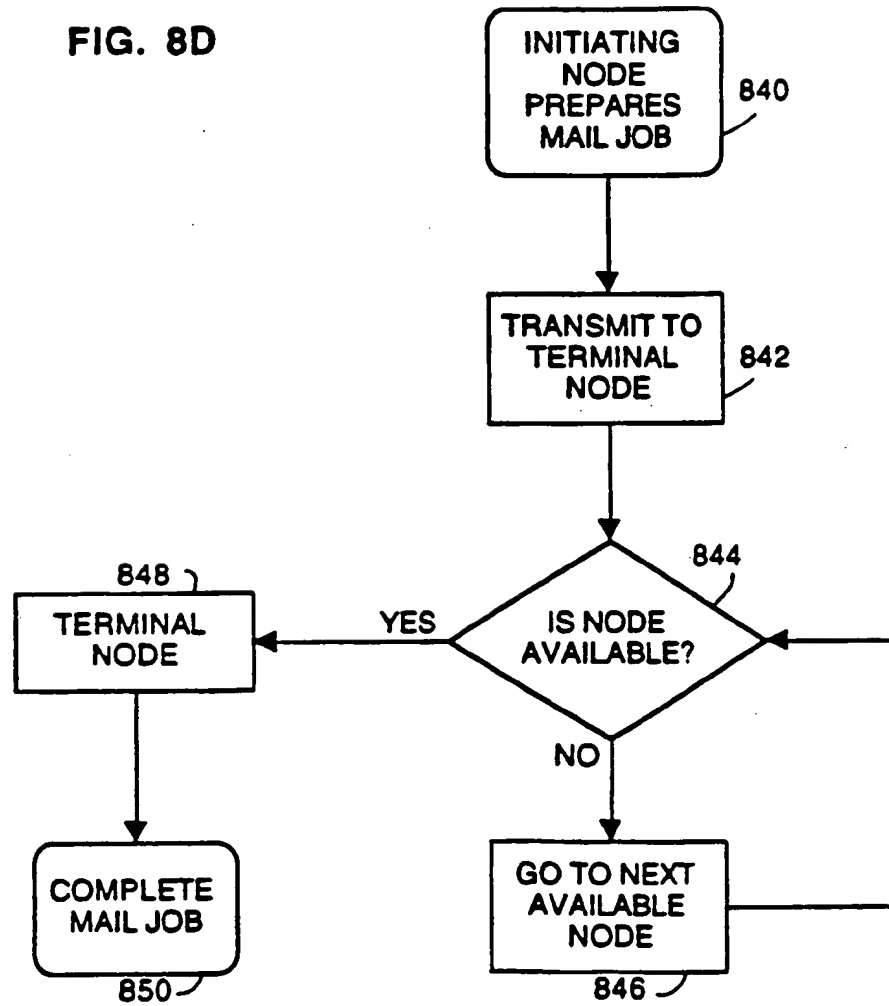 FIG. 8D
INITIATING
NODE
PREPARES
MAIL JOB
840
TRANSMIT TO
TERMINAL
NODE
842
844
IS NODE
AVAILABLE?
YES
848
TERMINAL
NODE
NO
COMPLETE
MAIL JOB
850
GO TO NEXT
AVAILABLE
NODE
846